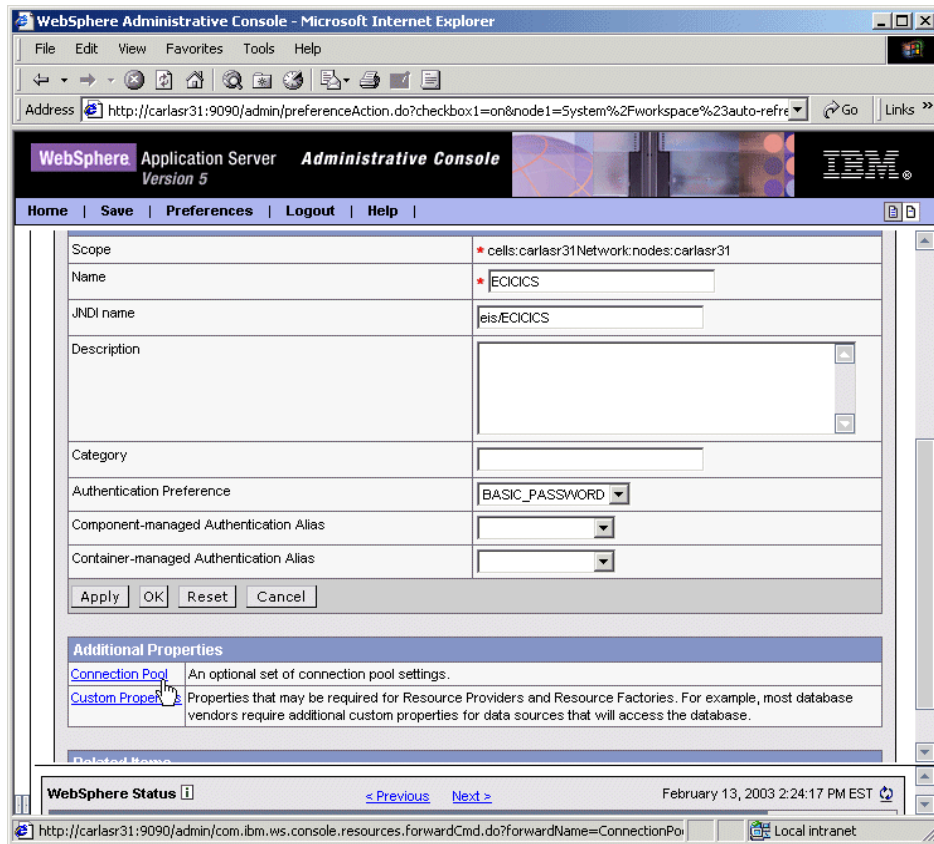 WebSphere Administrative Console - Microsoft Internet Explorer
File Edit View Favorites Tools Help
Address http://carlasr31:9090/admin/preferenceAction.do?checkbox1=on&node1=System%2Fworkspace%23auto-refre Go Links »
WebSphere. Application Server Administrative Console
Version 5
IBM®
Home | Save | Preferences | Logout | Help |
Scope * cells:carlasr31Network:nodes:carlasr31
Name * ECICICS
JNDI name eis/ECICICS
Description
Category
Authentication Preference BASIC_PASSWORD
Component-managed Authentication Alias
Container-managed Authentication Alias
Apply OK Reset Cancel
Additional Properties
Connection Pool An optional set of connection pool settings.
Custom Properties Properties that may be required for Resource Providers and Resource Factories. For example, most database
vendors require additional custom properties for data sources that will access the database.
Related Items
WebSphere Status i < Previous Next > February 13, 2003 2:24:17 PM EST
http://carlasr31:9090/admin/com.ibm.ws.console.resources.forwardCmd.do?forwardName=ConnectionPo Local intranet